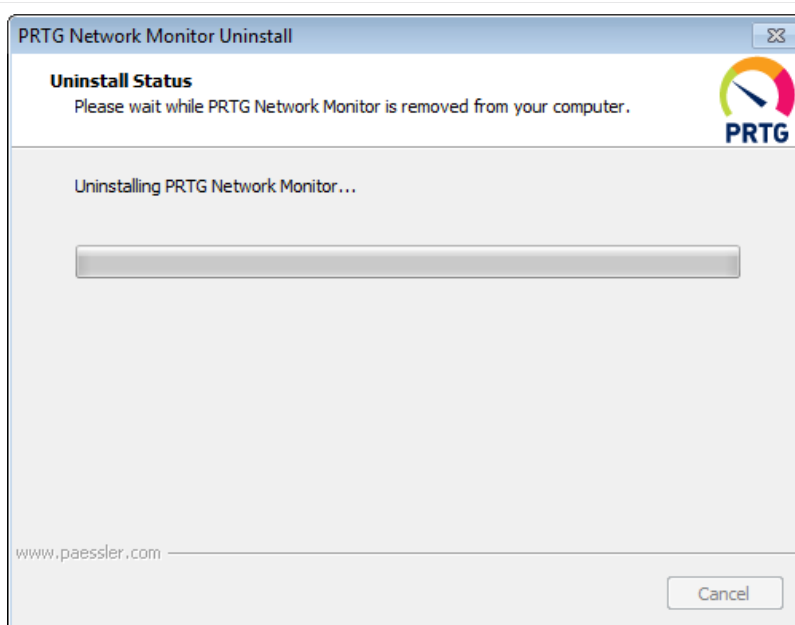 PRTG Network Monitor Uninstall
Uninstall Status
Please wait while PRTG Network Monitor is removed from your computer.
PRTG
Uninstalling PRTG Network Monitor...
www.paessler.com
Cancel